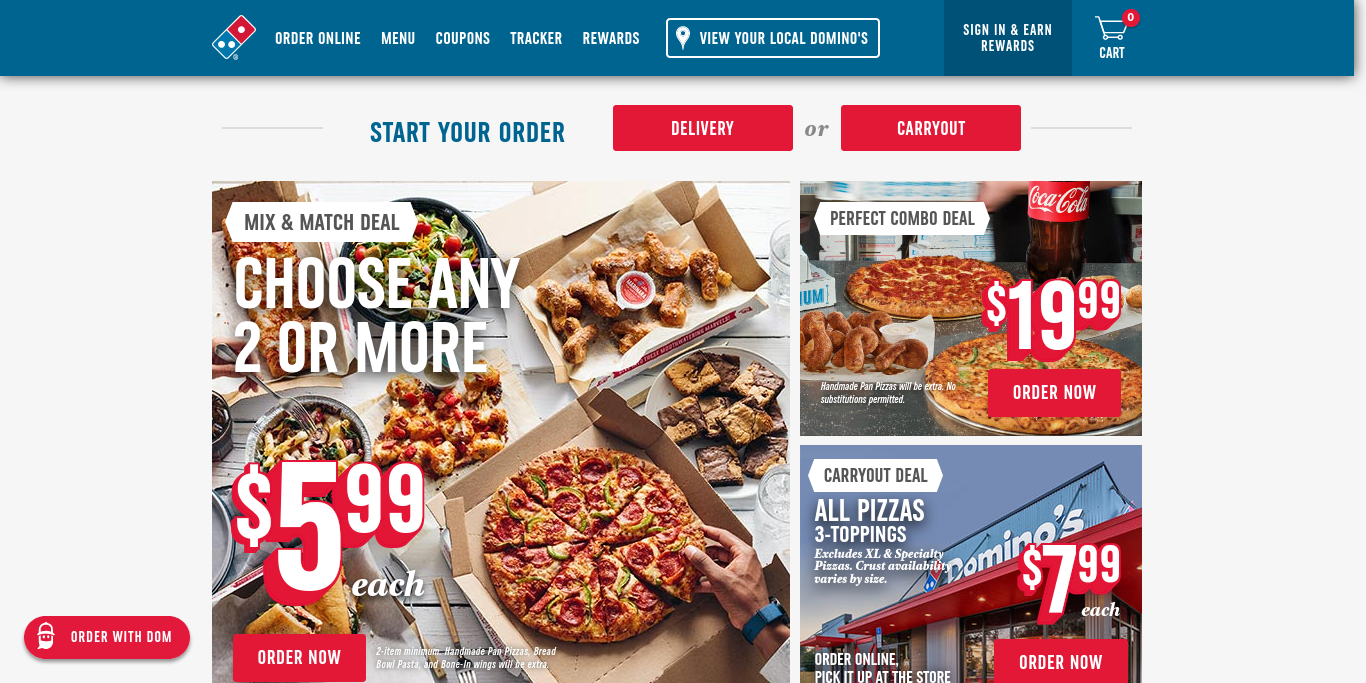 ORDER ONLINE
MENU
COUPONS
TRACKER
REWARDS
VIEW YOUR LOCAL DOMINO'S
SIGN IN & EARN
REWARDS
0
CART
START YOUR ORDER
DELIVERY
or
CARRYOUT
MIX & MATCH DEAL
CHOOSE ANY
2 OR MORE
$5 99
each
ORDER NOW
2-item minimum. Handmade Pan Pizzas, Bread
Bowl Pasta, and Bone-In wings will be extra.
PERFECT COMBO DEAL
Coca-Cola
$19 99
Handmade Pan Pizzas will be extra. No
substitutions permitted.
ORDER NOW
CARRYOUT DEAL
ALL PIZZAS
3-TOPPINGS
Excludes XL & Specialty
Pizzas. Crust availability
varies by size.
Domino's
$7 99
each
ORDER ONLINE,
PICK IT UP AT THE STORE
ORDER NOW
ORDER WITH DOM